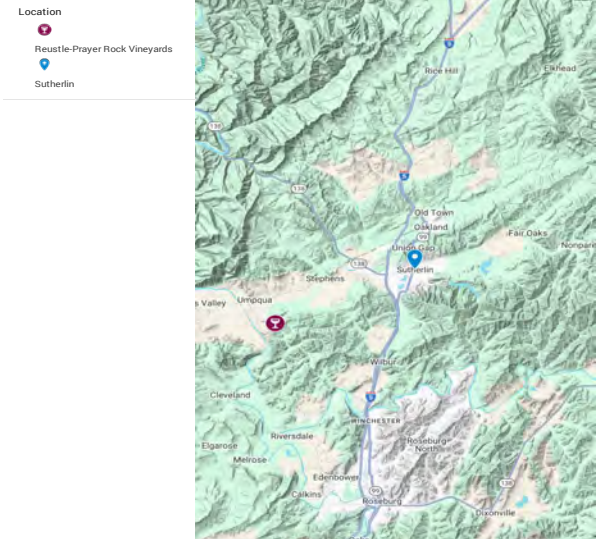 Location
Reustle-Prayer Rock Vineyards
Sutherlin
5
Rice Hill
Elkhead
138
5
138
Old Town
Oakland
99
Fair Oaks
Union Gap
Nonpare
138
Sutherlin
Stephens
s Valley
Umpqua
Wilbur
Cleveland
5
WINCHESTER
Riversdale
Roseburg
North
Elgarose
Melrose
Edenbower
138
Calkins
99
Roseburg
Dixonville